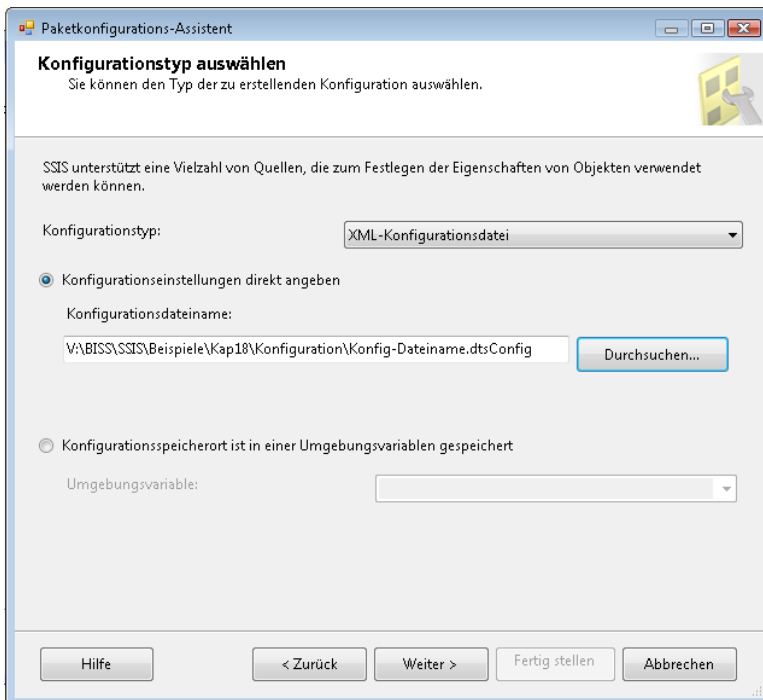 Paketkonfigurations-Assistent
Konfigurationstyp auswählen
Sie können den Typ der zu erstellenden Konfiguration auswählen.
SSIS unterstützt eine Vielzahl von Quellen, die zum Festlegen der Eigenschaften von Objekten verwendet
werden können.
Konfigurationstyp:
XML-Konfigurationsdatei
Konfigurationseinstellungen direkt angeben
Konfigurationsdateiname:
V:\BISS\SSIS\Beispiele\Kap18\Konfiguration\Konfig-Dateiname.dtsConfig
Durchsuchen...
Konfigurationsspeicherort ist in einer Umgebungsvariablen gespeichert
Umgebungsvariable:
Hilfe
< Zurück
Weiter >
Fertig stellen
Abbrechen